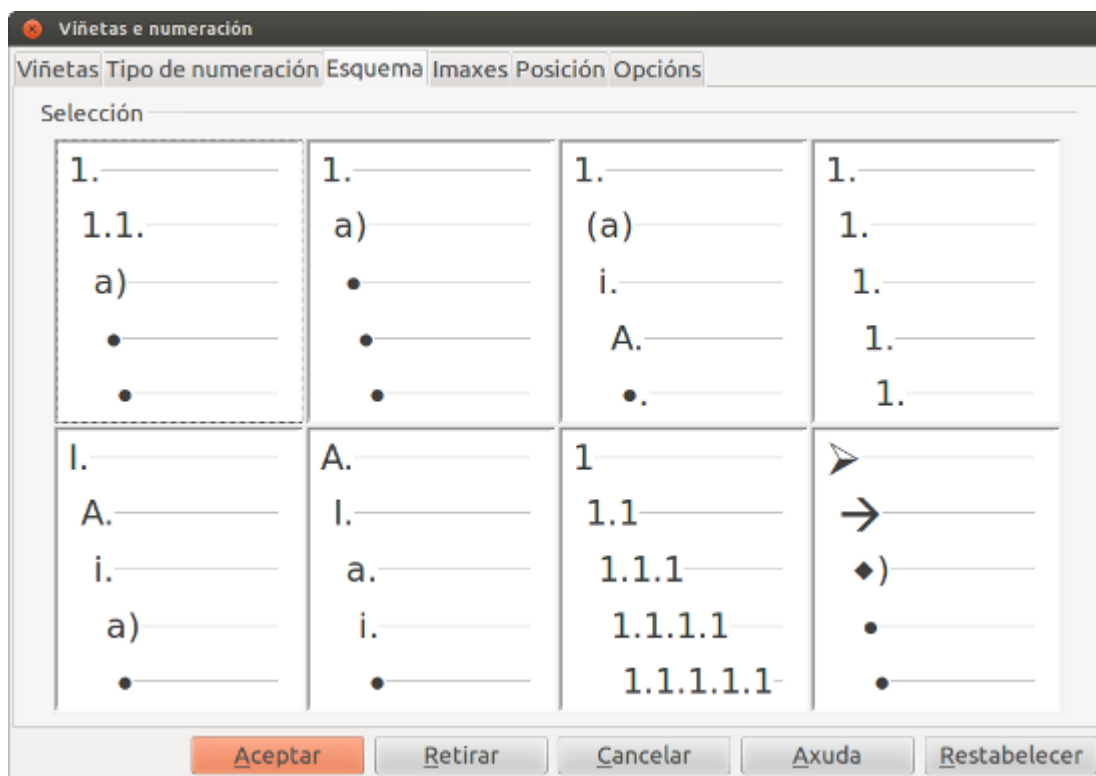 Viñetas e numeración
Viñetas Tipo de numeración Esquema Imaxes Posición Opcións
Selección
1.
1.1.
a)
●
●
1.
a)
●
●
●
1.
(a)
i.
A.
●.
1.
1.
1.
1.
1.
I.
A.
i.
a)
●
A.
I.
a.
i.
●
1
1.1
1.1.1
1.1.1.1
1.1.1.1.1
➢
→
◆)
●
●
Aceptar Retirar Cancelar Axuda Restabelecer